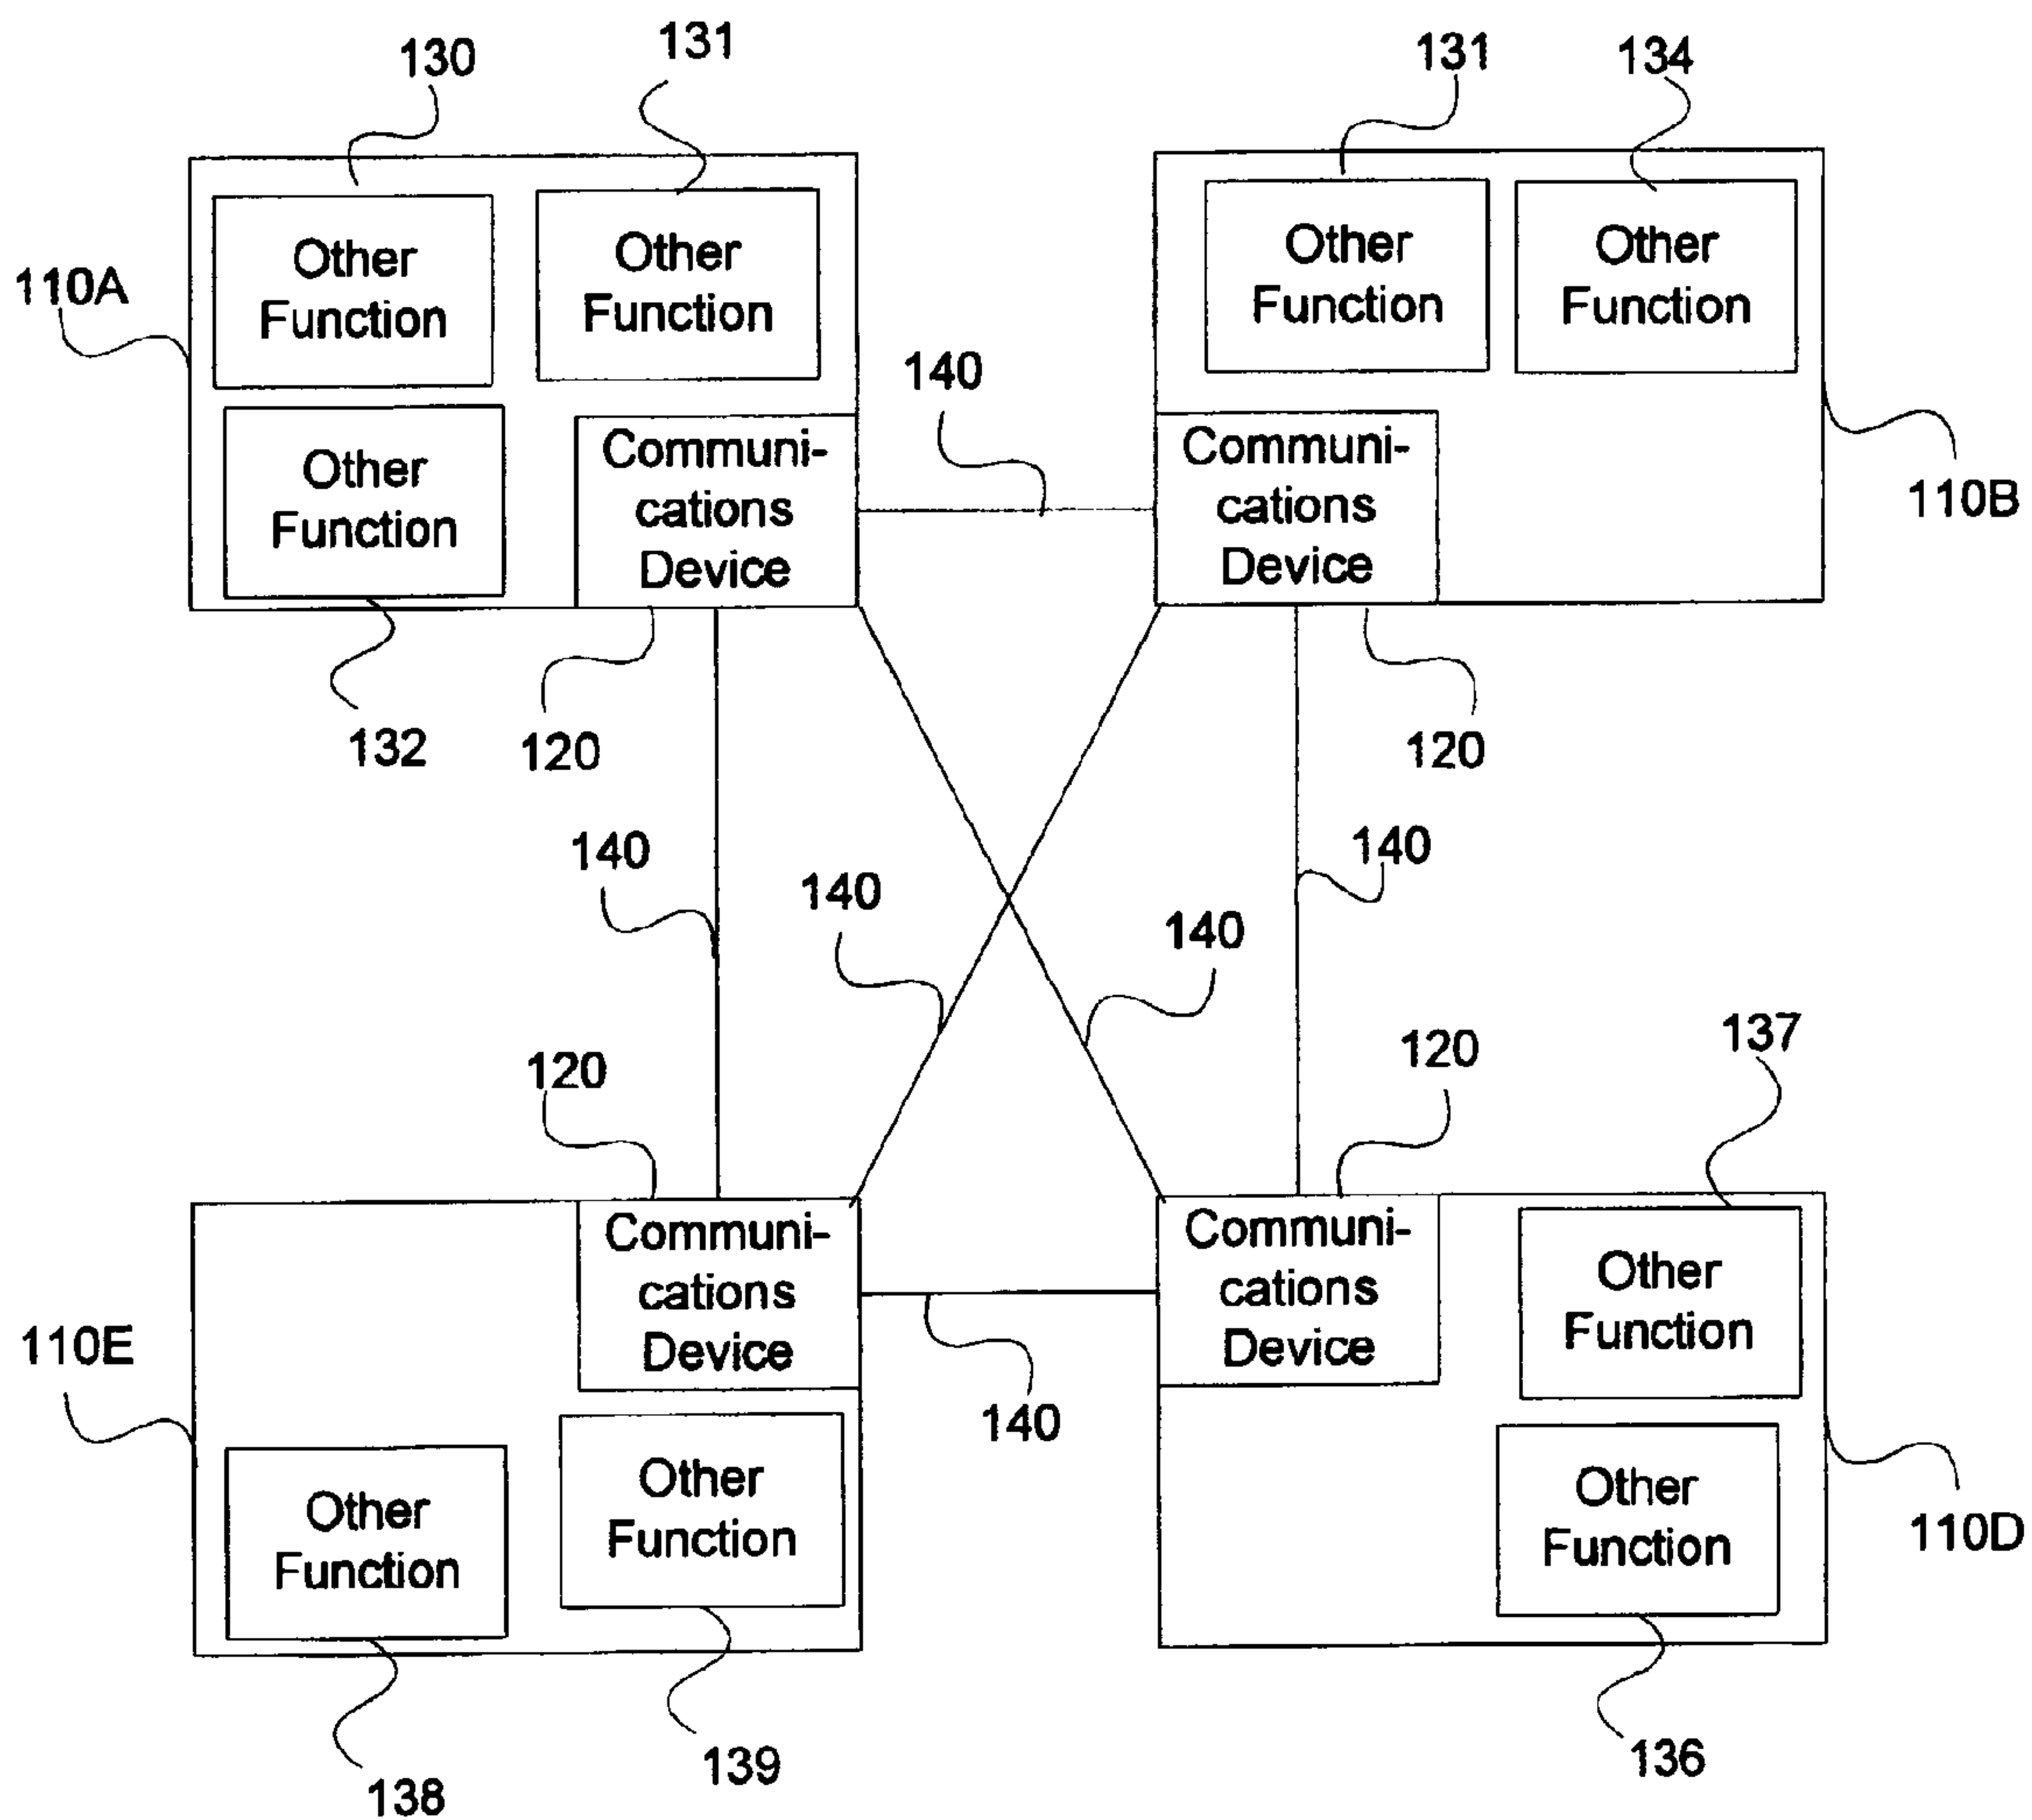 130
131
131
134
Other
Function
Other
Function
Other
Function
Other
Function
110A
140
Other
Function
Communi-
cations
Device
Communi-
cations
Device
110B
132
120
120
140
140
140
140
120
120
137
Communi-
cations
Device
Communi-
cations
Device
Other
Function
110E
140
Other
Function
Other
Function
Other
Function
110D
138
139
136